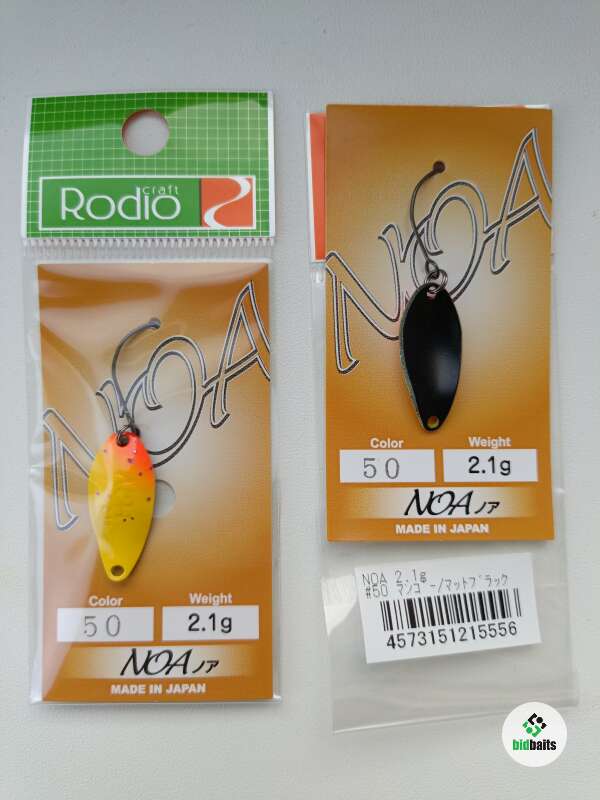 Rodio craft
NOA
Color
Weight
50
2.1g
NOAノア
MADE IN JAPAN
NOA
Color
Weight
50
2.1g
NOAノア
MADE IN JAPAN
NOA 2.1g
#50 マンゴー/マットブラック
4573151215556
bidbaits